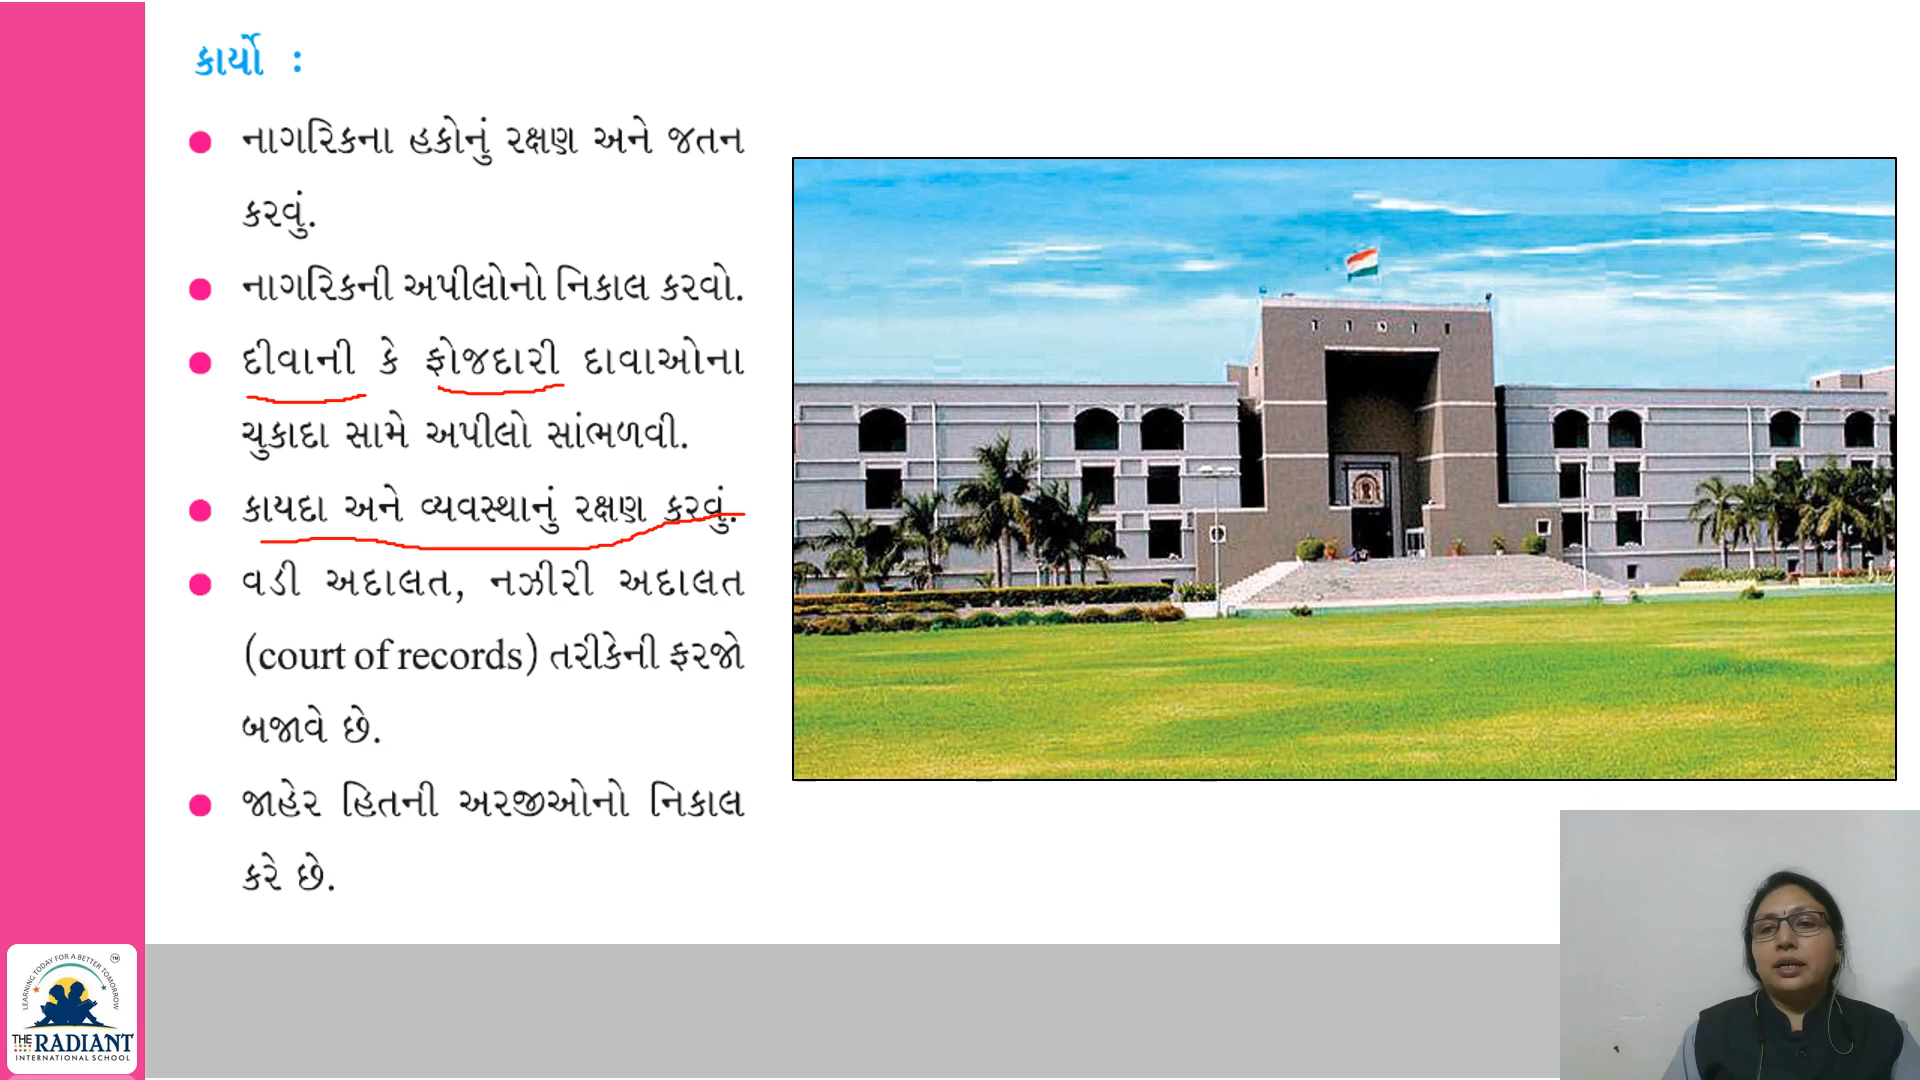 કાર્યો :
નાગરિકના હકોનું રક્ષણ અને જતન
કરવું.
નાગરિકની અપીલોનો નિકાલ કરવો.
દીવાની કે ફોજદારી દાવાઓના
ચુકાદા સામે અપીલો સાંભળવી.
કાયદા અને વ્યવસ્થાનું રક્ષણ કરવું.
વડી અદાલત, નઝીરી અદાલત
(court of records) તરીકેની ફરજો
બજાવે છે.
જાહેર હિતની અરજીઓનો નિકાલ
કરે છે.
LEARNING TODAY FOR A BETTER TOMORROW
TM
THE RADIANT
INTERNATIONAL SCHOOL